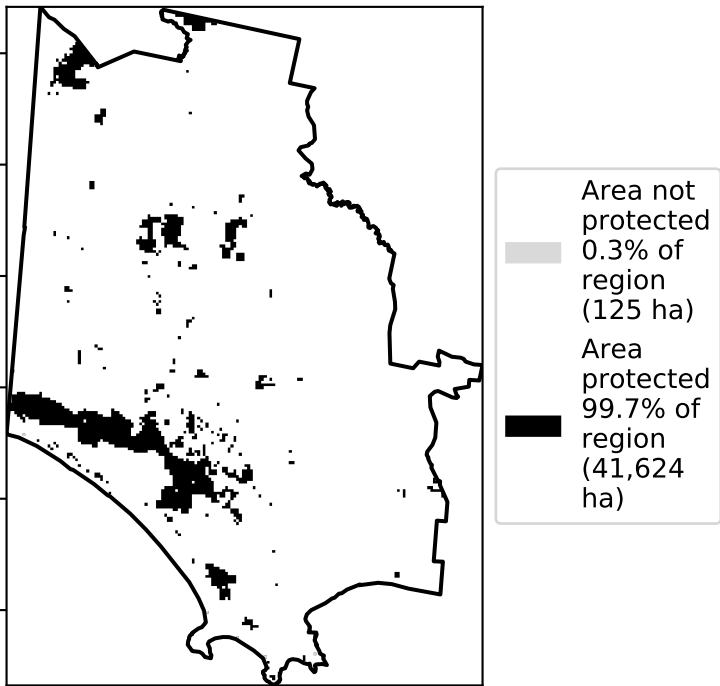 Area not
protected
0.3% of
region
(125 ha)
Area
protected
99.7% of
region
(41,624
ha)